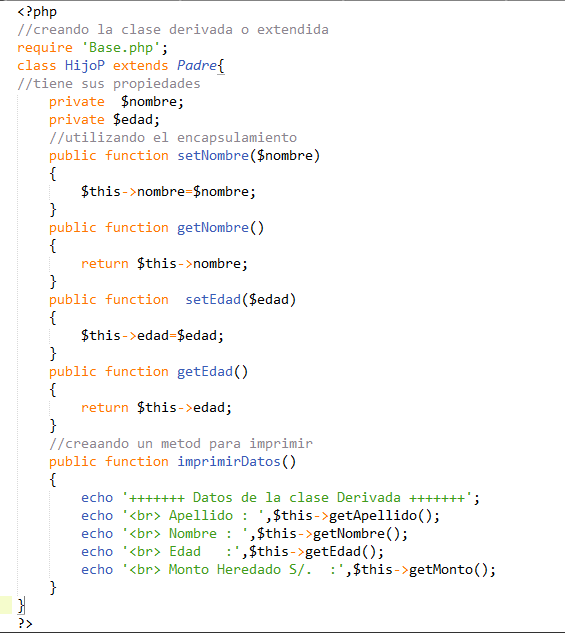 <?php
//creando la clase derivada o extendida
require 'Base.php';
class HijoP extends Padre{
//tiene sus propiedades
    private  $nombre;
    private $edad;
    //utilizando el encapsulamiento
    public function setNombre($nombre)
    {
        $this->nombre=$nombre;
    }
    public function getNombre()
    {
        return $this->nombre;
    }
    public function  setEdad($edad)
    {
        $this->edad=$edad;
    }
    public function getEdad()
    {
        return $this->edad;
    }
    //creaando un metod para imprimir
    public function imprimirDatos()
    {
        echo '+++++++ Datos de la clase Derivada +++++++';
        echo '<br> Apellido : ',$this->getApellido();
        echo '<br> Nombre : ',$this->getNombre();
        echo '<br> Edad   :',$this->getEdad();
        echo '<br> Monto Heredado S/.  :',$this->getMonto();
    }
}
?>